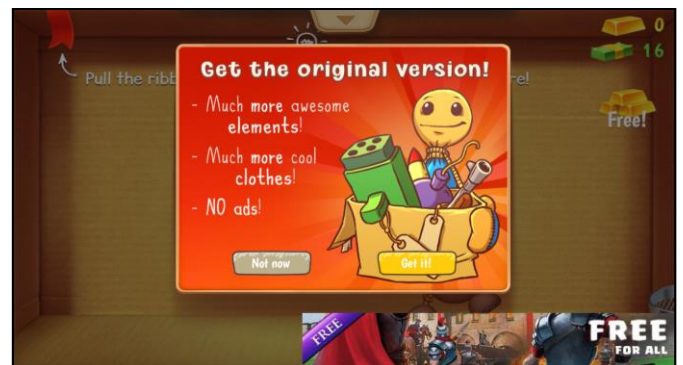 0
16
Pull the ribb
re!
Free!
Get the original version!
- Much more awesome
elements!
- Much more cool
clothes!
- NO ads!
Not now
Get it!
FREE
FREE
FOR ALL